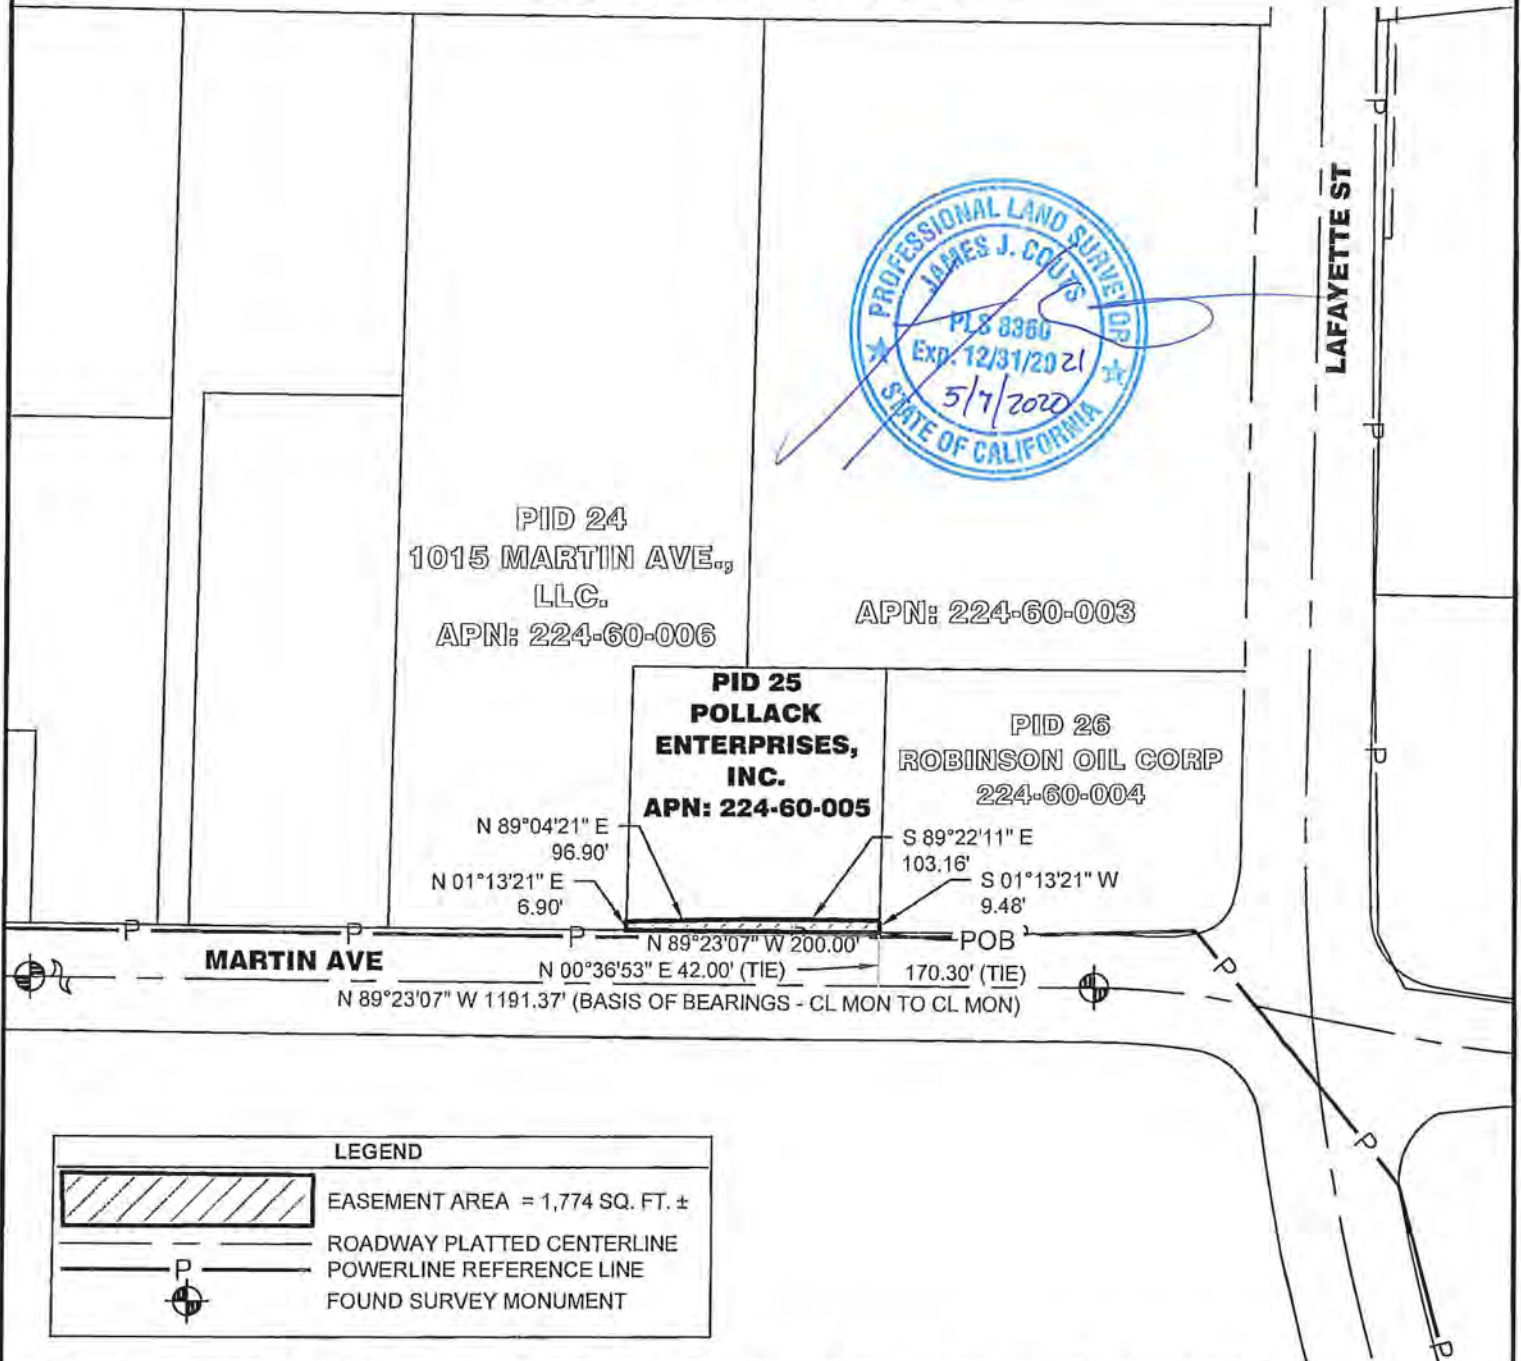 LAFAYETTE ST
PROFESSIONAL LAND SURVEYOR
JAMES J. COUTS
PLS 8360
Exp. 12/31/2021
5/7/2020
STATE OF CALIFORNIA
PID 24
1015 MARTIN AVE.,
LLC.
APN: 224-60-006
APN: 224-60-003
PID 25
POLLACK
ENTERPRISES,
INC.
APN: 224-60-005
PID 26
ROBINSON OIL CORP
224-60-004
N 89°04'21" E
96.90'
S 89°22'11" E
103.16'
N 01°13'21" E
6.90'
S 01°13'21" W
9.48'
P
P
P
P
P
P
P
P
P
N 89°23'07" W 200.00'
POB
MARTIN AVE
N 00°36'53" E 42.00' (TIE)
170.30' (TIE)
N 89°23'07" W 1191.37' (BASIS OF BEARINGS - CL MON TO CL MON)
LEGEND
EASEMENT AREA = 1,774 SQ. FT. ±
ROADWAY PLATTED CENTERLINE
P POWERLINE REFERENCE LINE
FOUND SURVEY MONUMENT